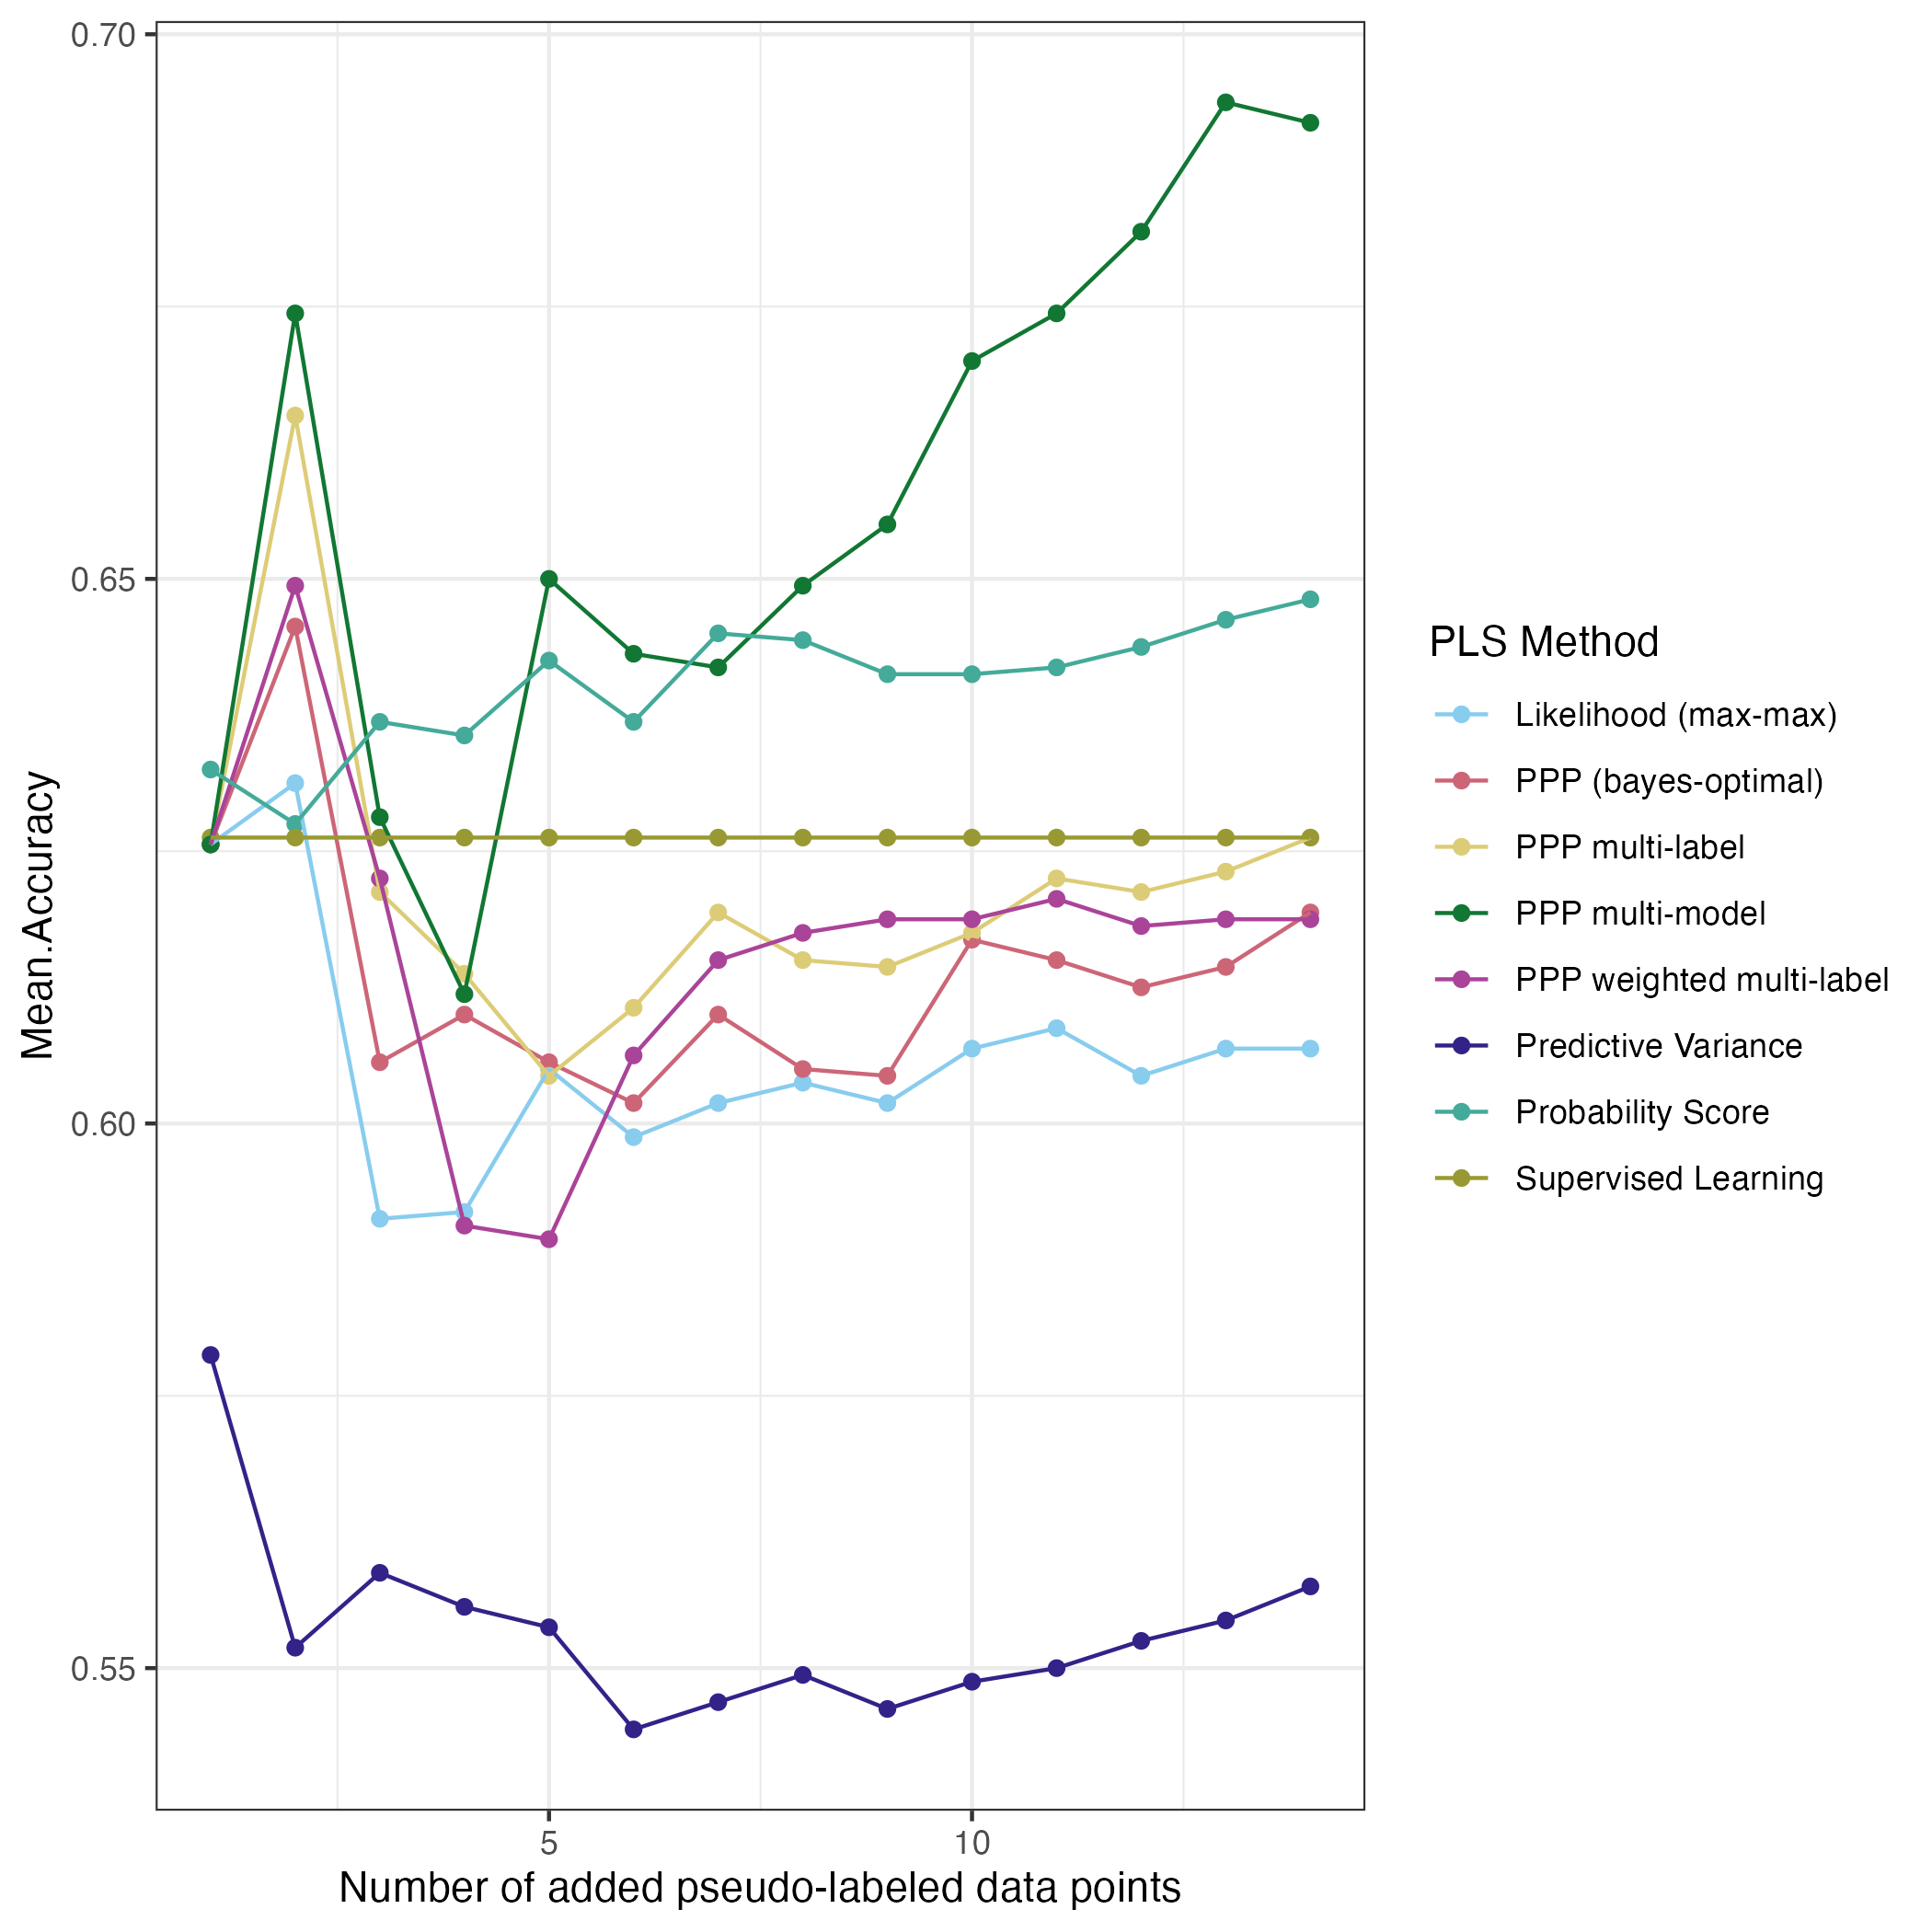 0.70
0.65
0.60
0.55
Mean.Accuracy
5
10
Number of added pseudo-labeled data points
PLS Method
Likelihood (max-max)
PPP (bayes-optimal)
PPP multi-label
PPP multi-model
PPP weighted multi-label
Predictive Variance
Probability Score
Supervised Learning